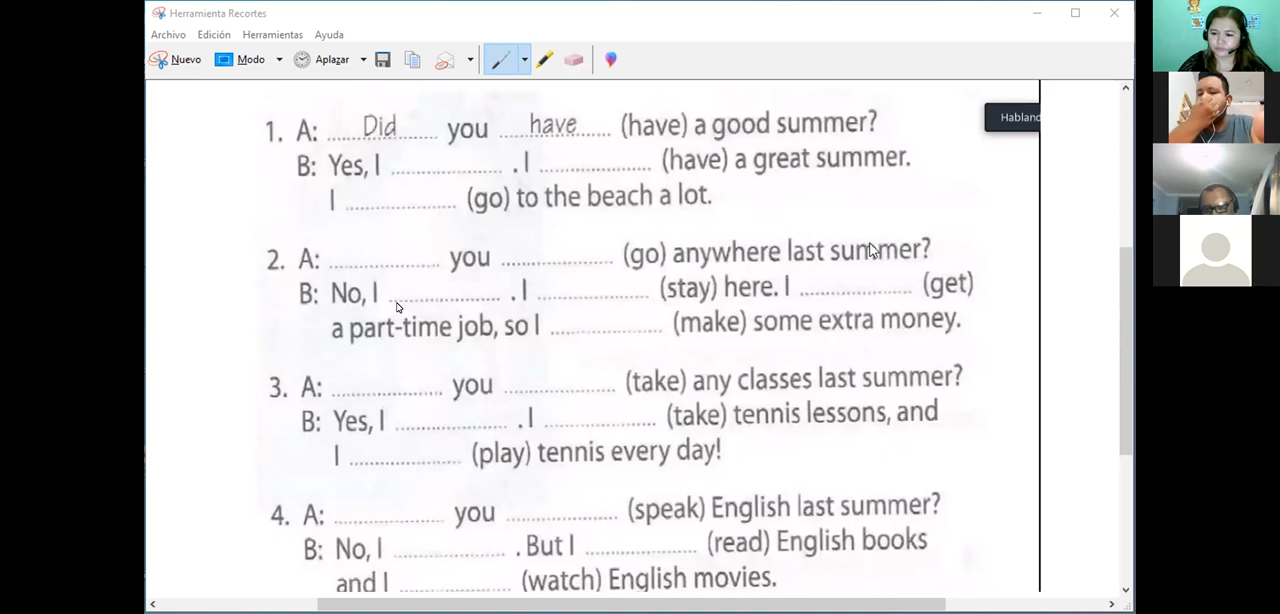 Herramienta Recortes
Archivo Edición Herramientas Ayuda
Nuevo Modo Aplazar
Habland
1. A: ........Did........ you ........have........ (have) a good summer?
B: Yes, I ........................ . I ........................ (have) a great summer.
I ........................ (go) to the beach a lot.
2. A: ........................ you ........................ (go) anywhere last summer?
B: No, I ........................ . I ........................ (stay) here. I ........................ (get)
a part-time job, so I ........................ (make) some extra money.
3. A: ........................ you ........................ (take) any classes last summer?
B: Yes, I ........................ . I ........................ (take) tennis lessons, and
I ........................ (play) tennis every day!
4. A: ........................ you ........................ (speak) English last summer?
B: No, I ........................ . But I ........................ (read) English books
and I ........................ (watch) English movies.